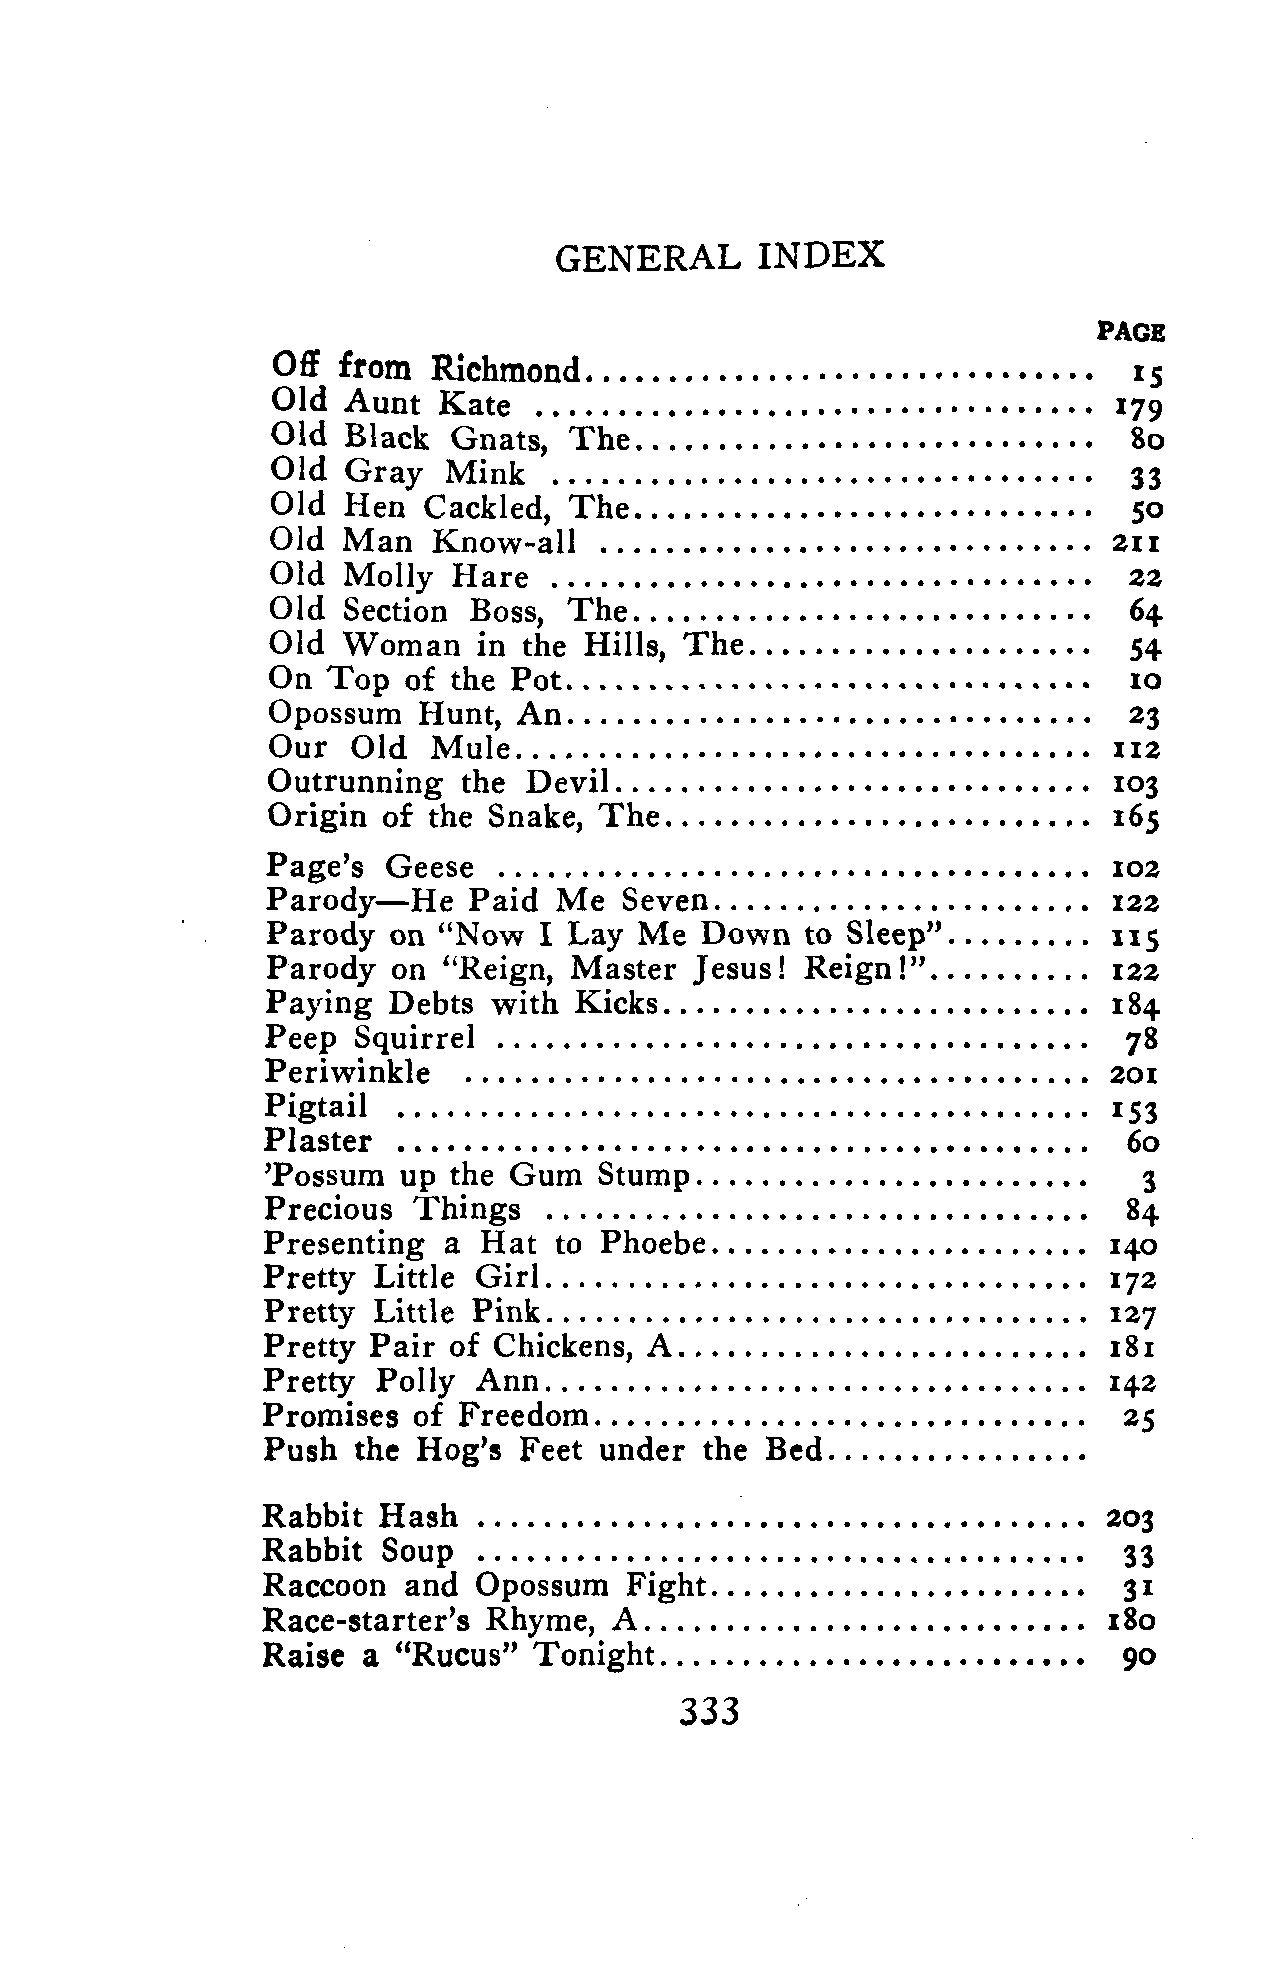 GENERAL INDEX
PAGE
Off from Richmond............................... 15
Old Aunt Kate .................................. 179
Old Black Gnats, The............................ 80
Old Gray Mink ................................. 33
Old Hen Cackled, The............................ 50
Old Man Know-all .............................. 211
Old Molly Hare ................................. 22
Old Section Boss, The............................ 64
Old Woman in the Hills, The..................... 54
On Top of the Pot................................ 10
Opossum Hunt, An................................ 23
Our Old Mule................................... 112
Outrunning the Devil............................. 103
Origin of the Snake, The.......................... 165
Page's Geese .................................... 102
Parody—He Paid Me Seven....................... 122
Parody on "Now I Lay Me Down to Sleep"......... 115
Parody on "Reign, Master Jesus! Reign!".......... 122
Paying Debts with Kicks.......................... 184
Peep Squirrel .................................... 78
Periwinkle ...................................... 201
Pigtail .......................................... 153
Plaster .......................................... 60
'Possum up the Gum Stump........................ 3
Precious Things ................................. 84
Presenting a Hat to Phoebe....................... 140
Pretty Little Girl................................. 172
Pretty Little Pink................................. 127
Pretty Pair of Chickens, A......................... 181
Pretty Polly Ann................................. 142
Promises of Freedom.............................. 25
Push the Hog's Feet under the Bed................
Rabbit Hash ..................................... 203
Rabbit Soup ..................................... 33
Raccoon and Opossum Fight....................... 31
Race-starter's Rhyme, A........................... 180
Raise a "Rucus" Tonight.......................... 90
333